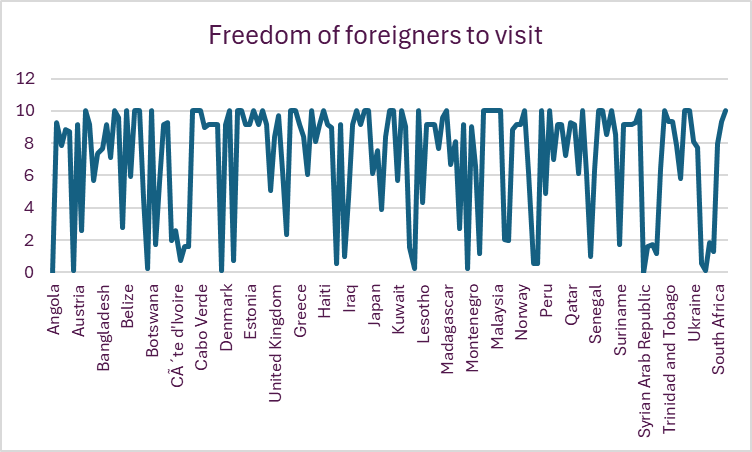 Freedom of foreigners to visit
12
10
8
6
4
2
0
Angola
Austria
Bangladesh
Belize
Botswana
CÃ´te d'Ivoire
Cabo Verde
Denmark
Estonia
United Kingdom
Greece
Haiti
Iraq
Japan
Kuwait
Lesotho
Madagascar
Montenegro
Malaysia
Norway
Peru
Qatar
Senegal
Suriname
Syrian Arab Republic
Trinidad and Tobago
Ukraine
South Africa